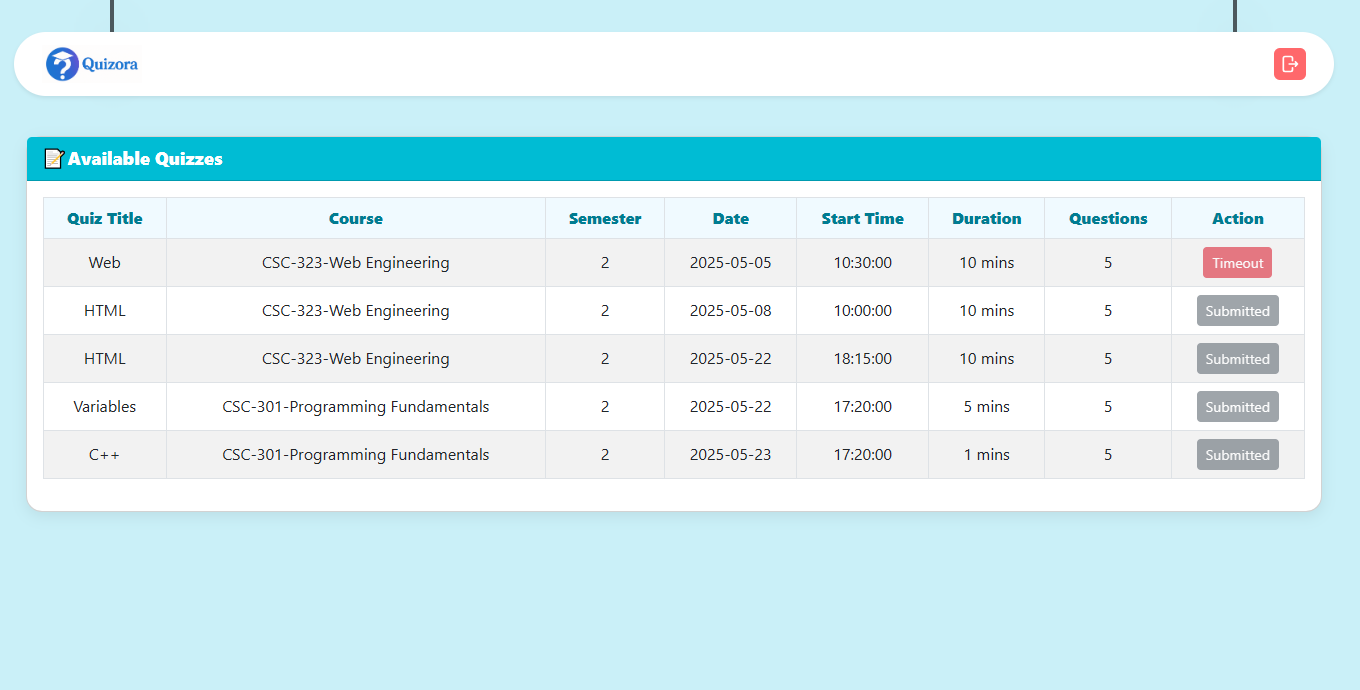 Quizora
📝 Available Quizzes
Quiz Title Course Semester Date Start Time Duration Questions Action
Web CSC-323-Web Engineering 2 2025-05-05 10:30:00 10 mins 5 Timeout
HTML CSC-323-Web Engineering 2 2025-05-08 10:00:00 10 mins 5 Submitted
HTML CSC-323-Web Engineering 2 2025-05-22 18:15:00 10 mins 5 Submitted
Variables CSC-301-Programming Fundamentals 2 2025-05-22 17:20:00 5 mins 5 Submitted
C++ CSC-301-Programming Fundamentals 2 2025-05-23 17:20:00 1 mins 5 Submitted